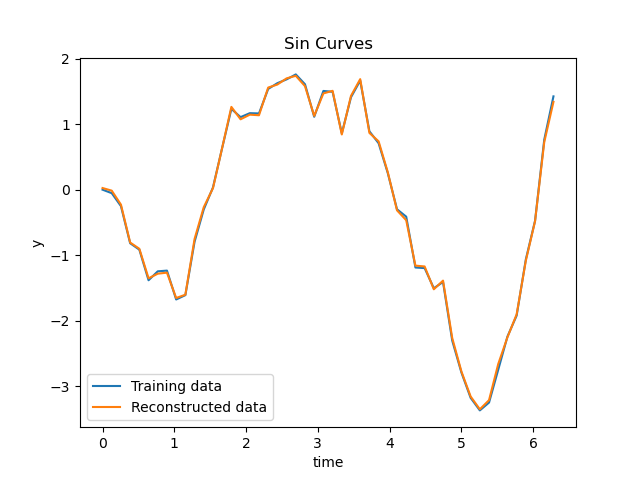 Sin Curves
y
2
1
0
−1
−2
−3
Training data
Reconstructed data
0 1 2 3 4 5 6
time